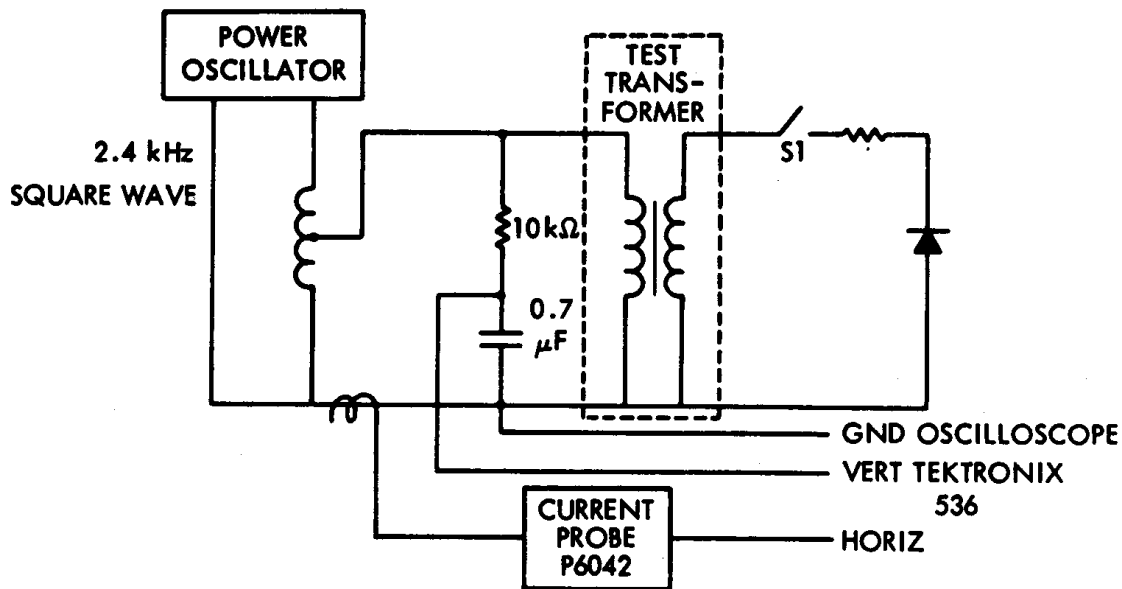 POWER
OSCILLATOR
2.4 kHz
SQUARE WAVE
TEST
TRANS-
FORMER
S1
10kΩ
0.7
μF
GND OSCILLOSCOPE
VERT TEKTRONIX
536
CURRENT
PROBE
P6042
HORIZ